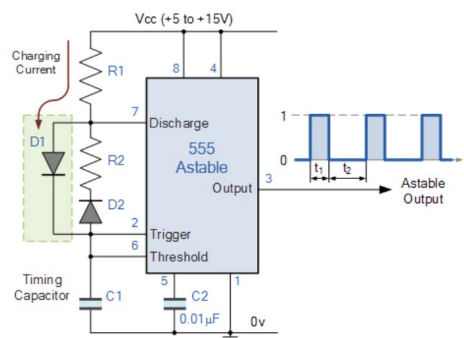 Vcc (+5 to +15V)
Charging
Current
R1
8
4
7
Discharge
D1
R2
555
Astable
D2
3
Output
2
Trigger
6
Threshold
Timing
Capacitor
C1
5
C2
0.01µF
1
0v
1
0
t₁
t₂
Astable
Output